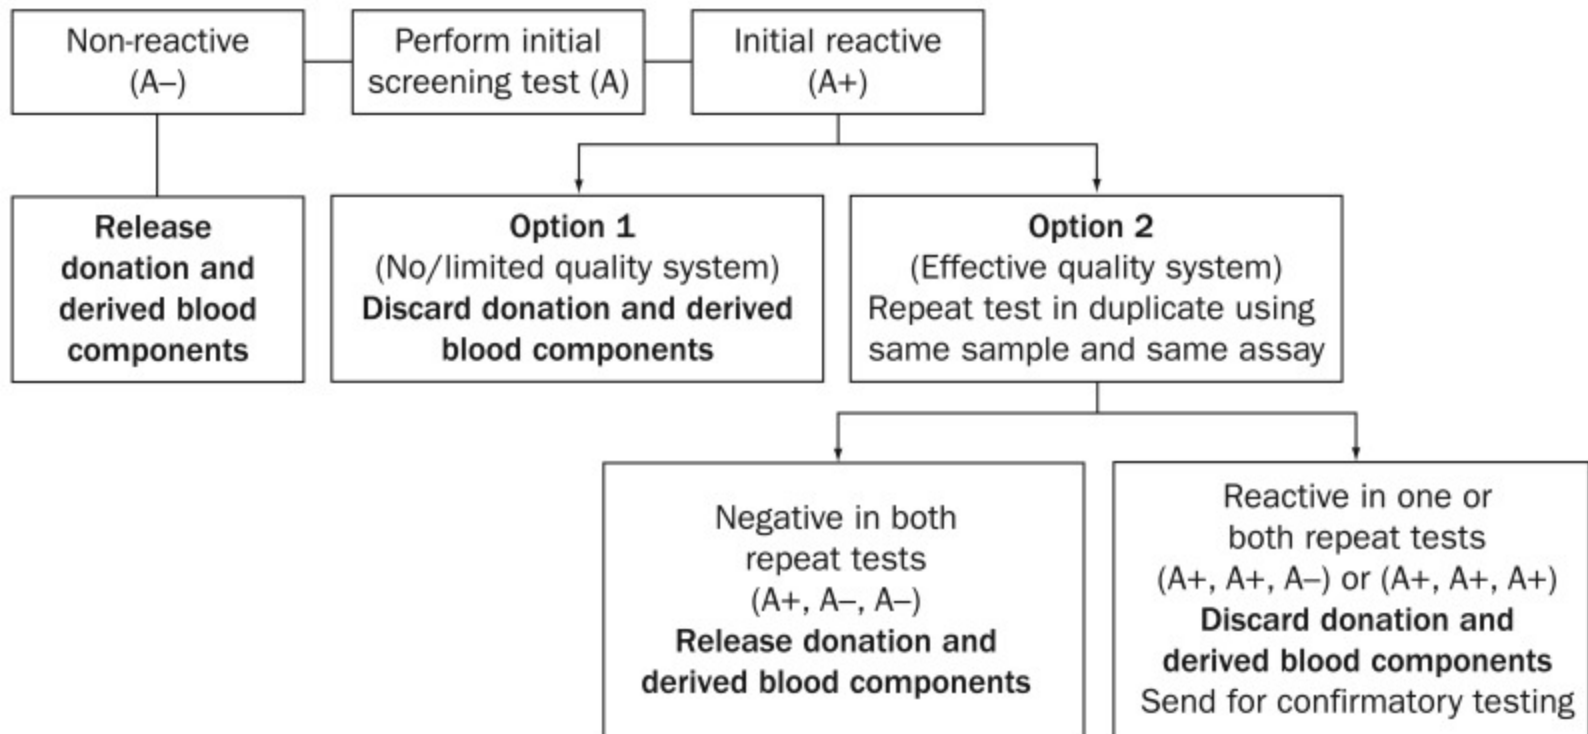 Non-reactive
(A–)
Perform initial
screening test (A)
Initial reactive
(A+)
Release
donation and
derived blood
components
Option 1
(No/limited quality system)
Discard donation and derived
blood components
Option 2
(Effective quality system)
Repeat test in duplicate using
same sample and same assay
Negative in both
repeat tests
(A+, A–, A–)
Release donation and
derived blood components
Reactive in one or
both repeat tests
(A+, A+, A–) or (A+, A+, A+)
Discard donation and
derived blood components
Send for confirmatory testing